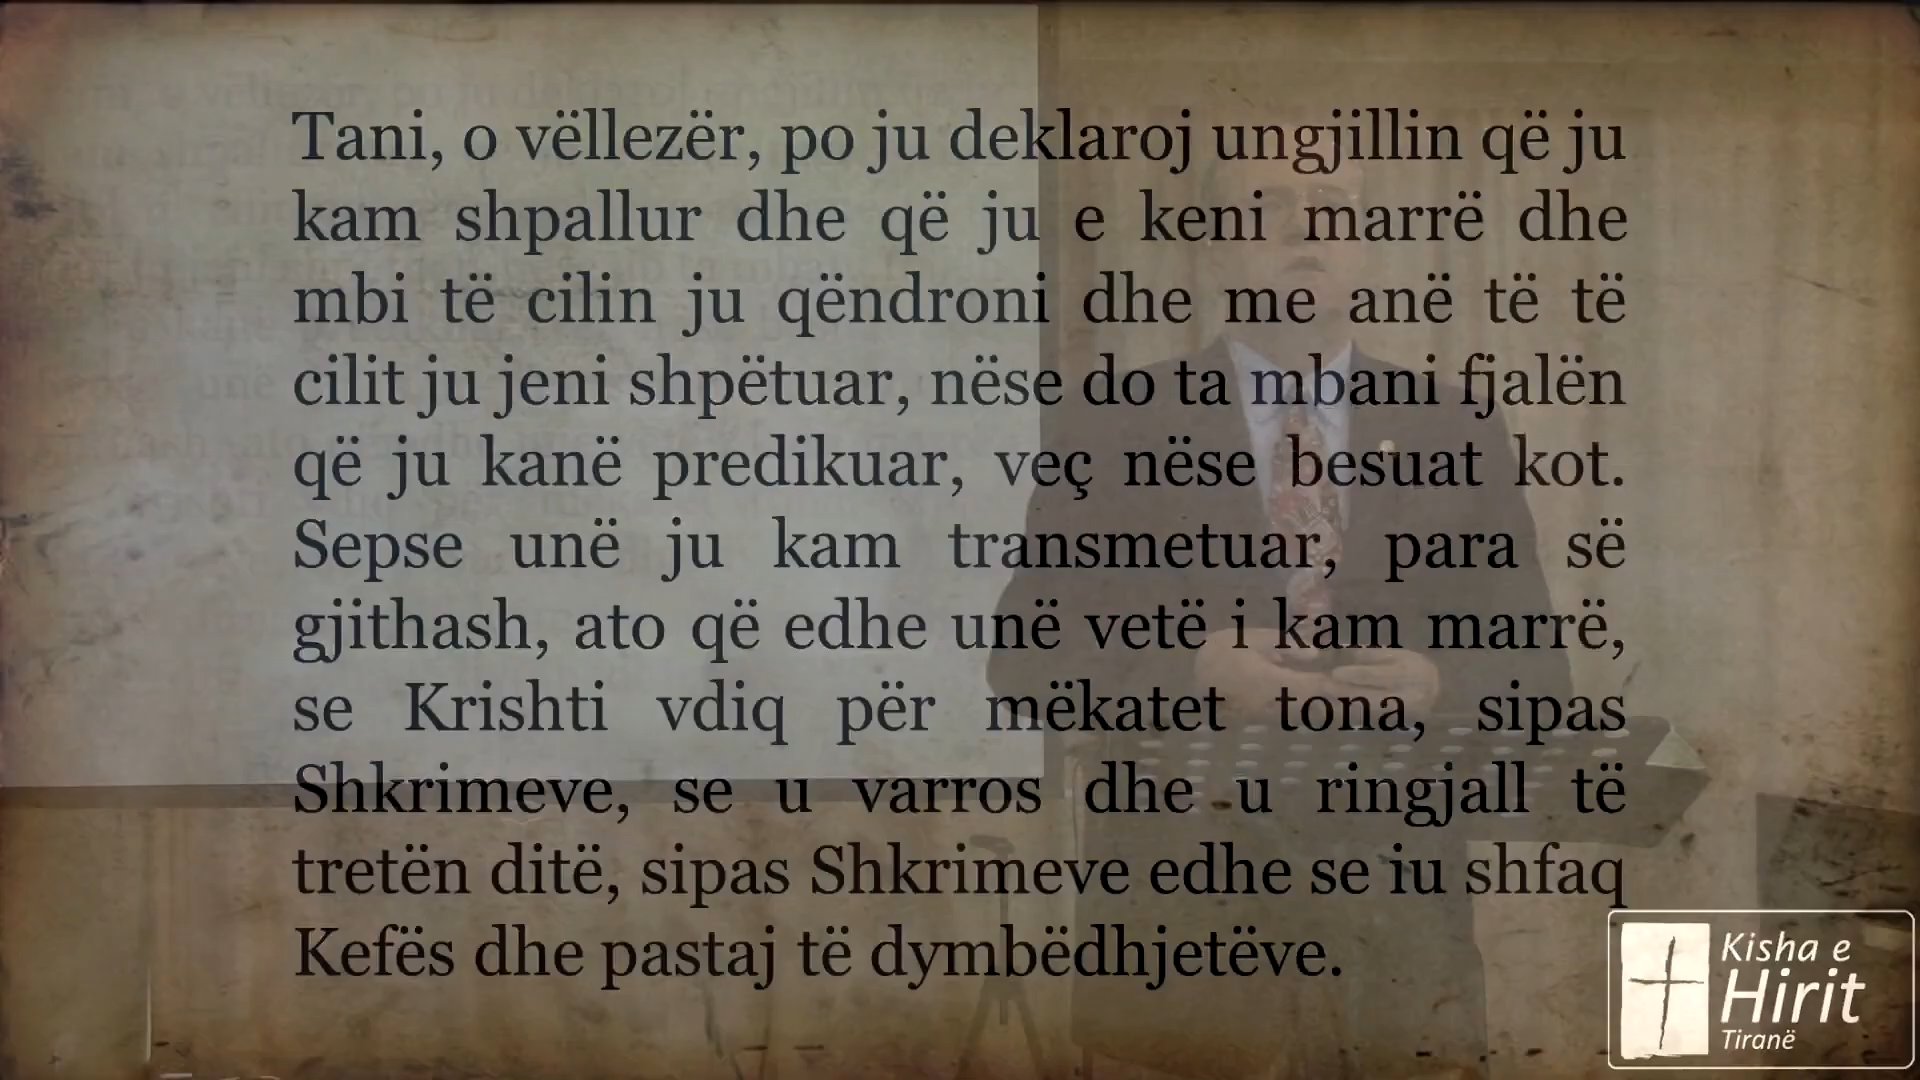 Tani, o vëllezër, po ju deklaroj ungjillin që ju
kam shpallur dhe që ju e keni marrë dhe
mbi të cilin ju qëndroni dhe me anë të të
cilit ju jeni shpëtuar, nëse do ta mbani fjalën
që ju kanë predikuar, veç nëse besuat kot.
Sepse unë ju kam transmetuar, para së
gjithash, ato që edhe unë vetë i kam marrë,
se Krishti vdiq për mëkatet tona, sipas
Shkrimeve, se u varros dhe u ringjall të
tretën ditë, sipas Shkrimeve edhe se iu shfaq
Kefës dhe pastaj të dymbëdhjetëve.
Kisha e
Hirit
Tiranë